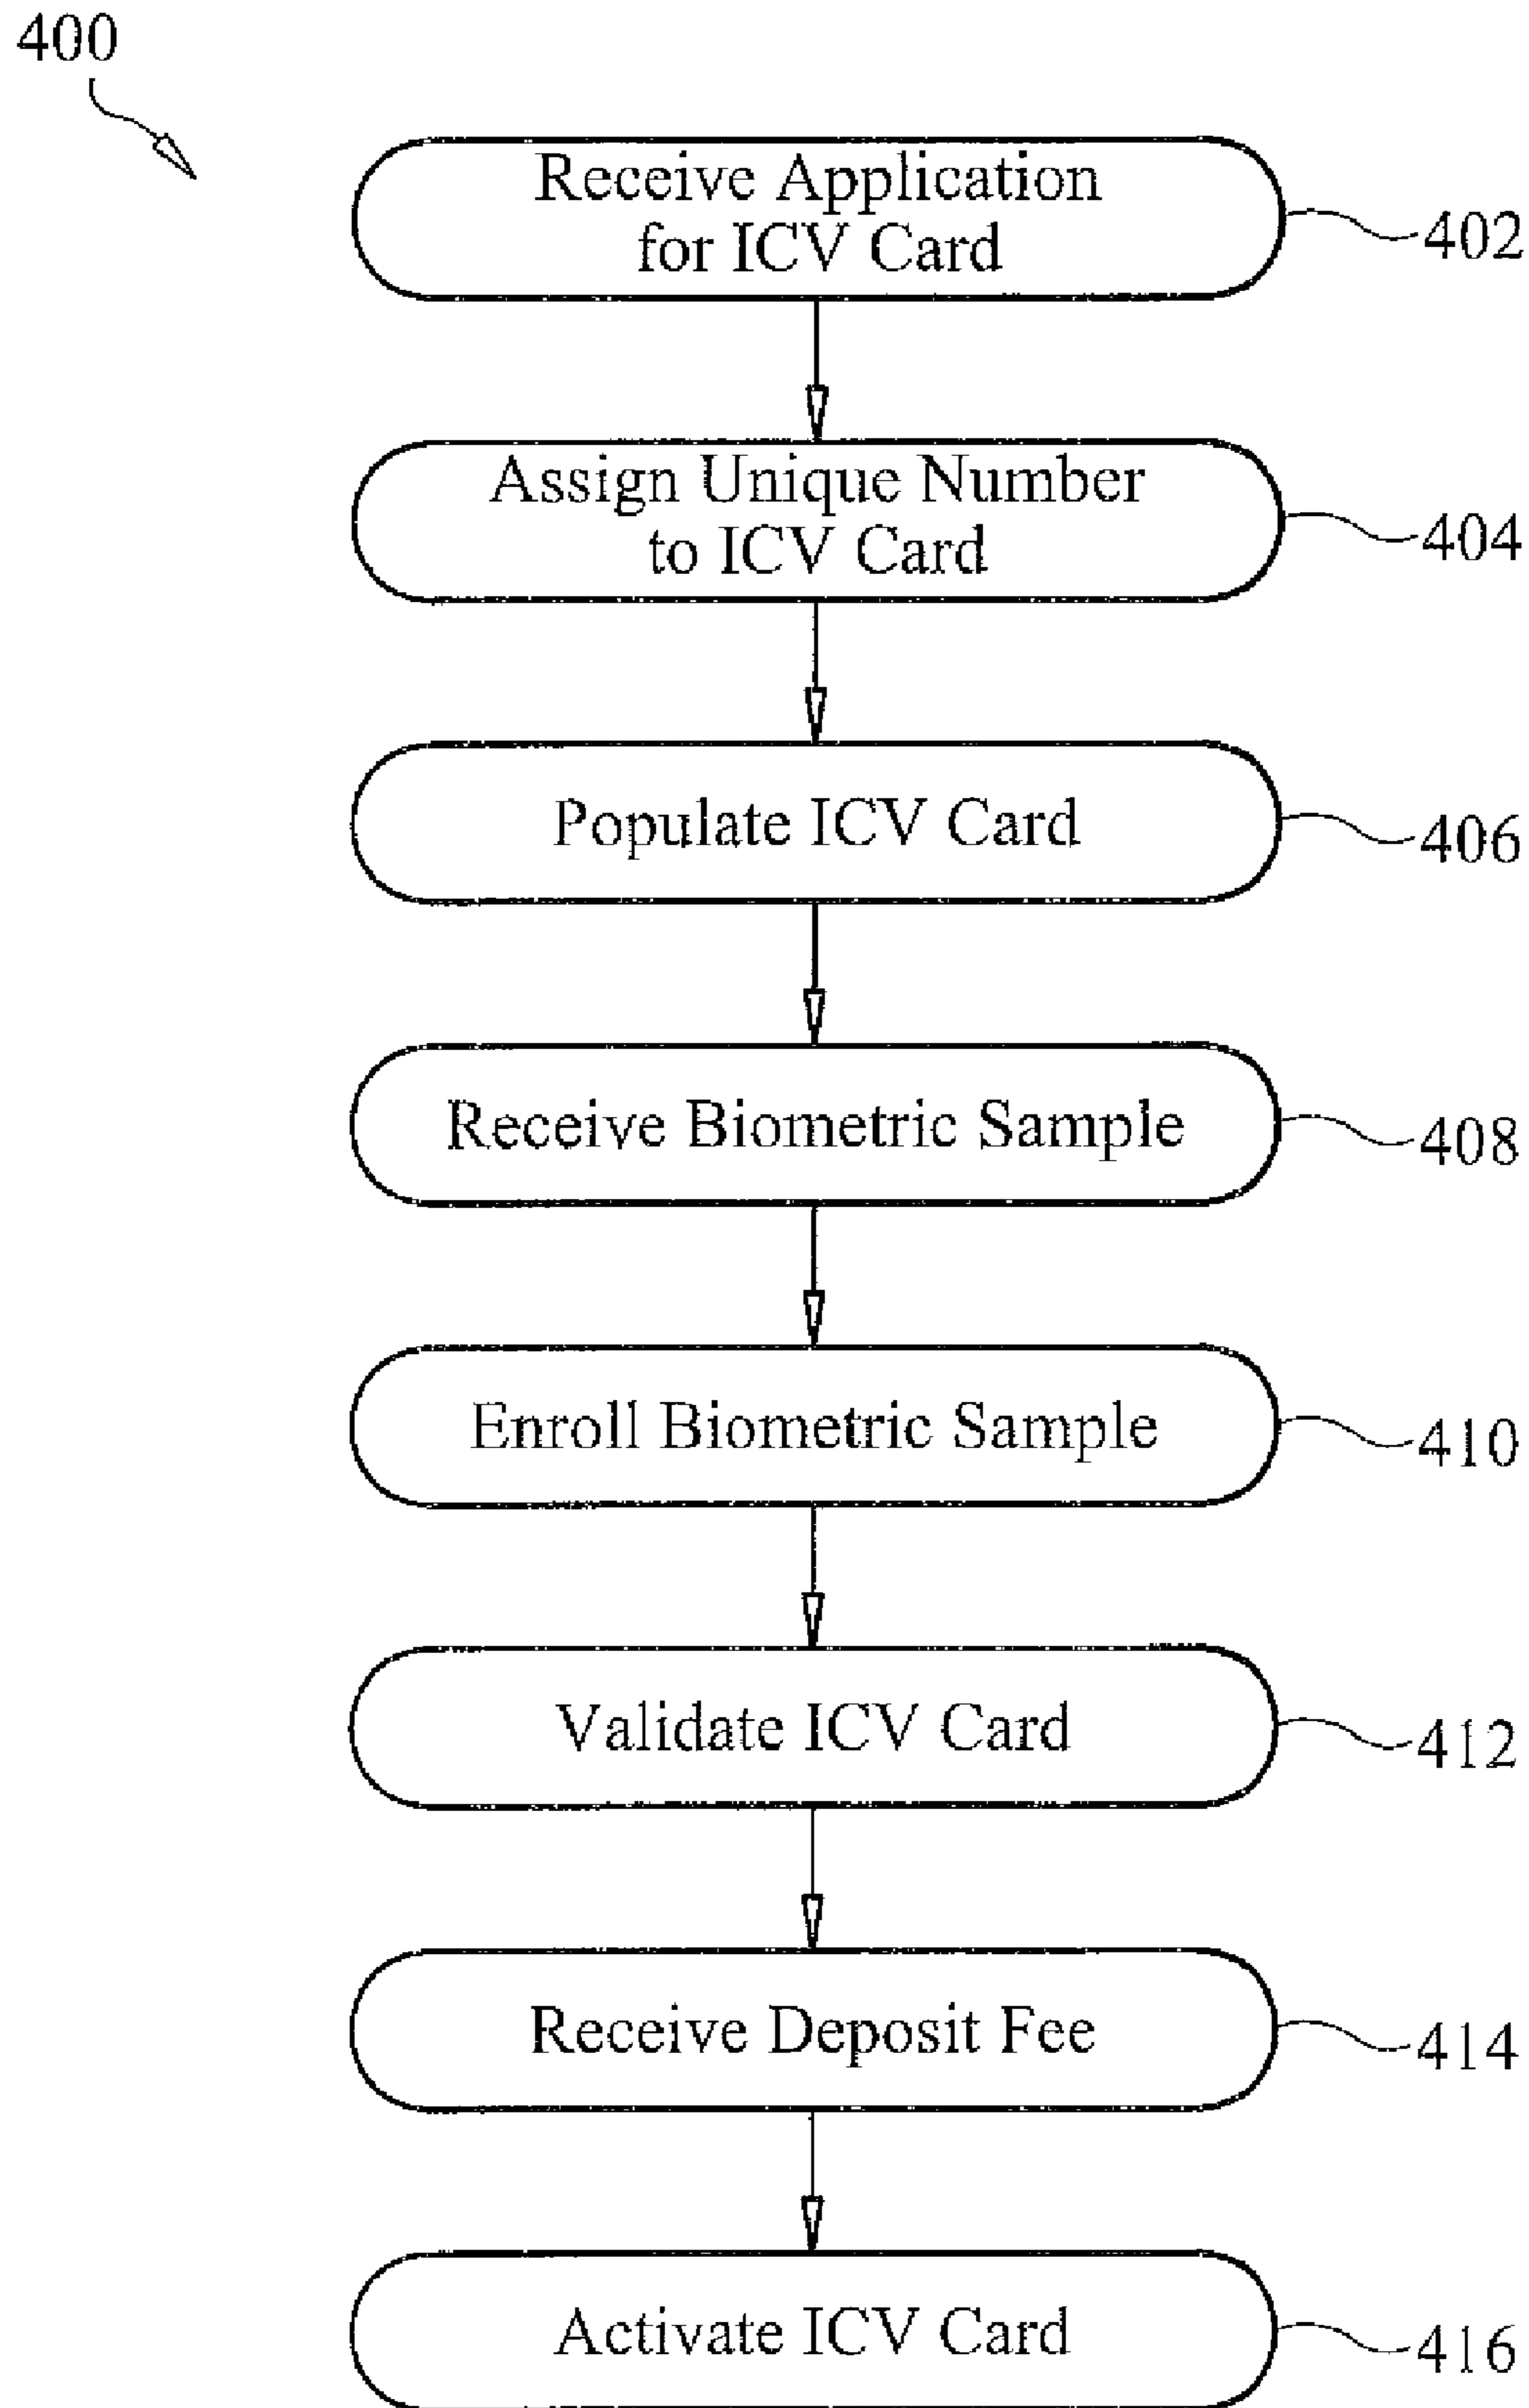 400
Receive Application
for ICV Card
402
Assign Unique Number
to ICV Card
404
Populate ICV Card
406
Receive Biometric Sample
408
Enroll Biometric Sample
410
Validate ICV Card
412
Receive Deposit Fee
414
Activate ICV Card
416